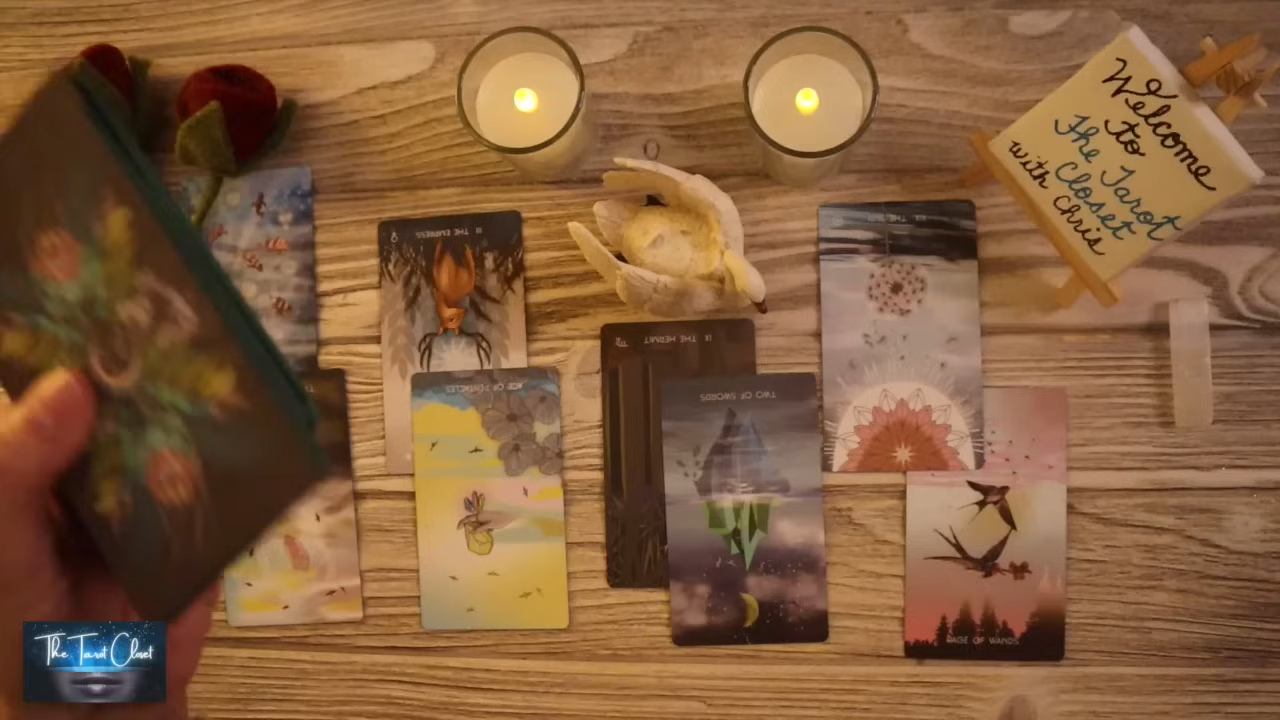 Welcome
To
The Tarot
Closet
with Chris
III THE EMPRESS
IX THE HERMIT
ACE OF PENTACLES
TWO OF SWORDS
PAGE OF WANDS
The Tarot Closet